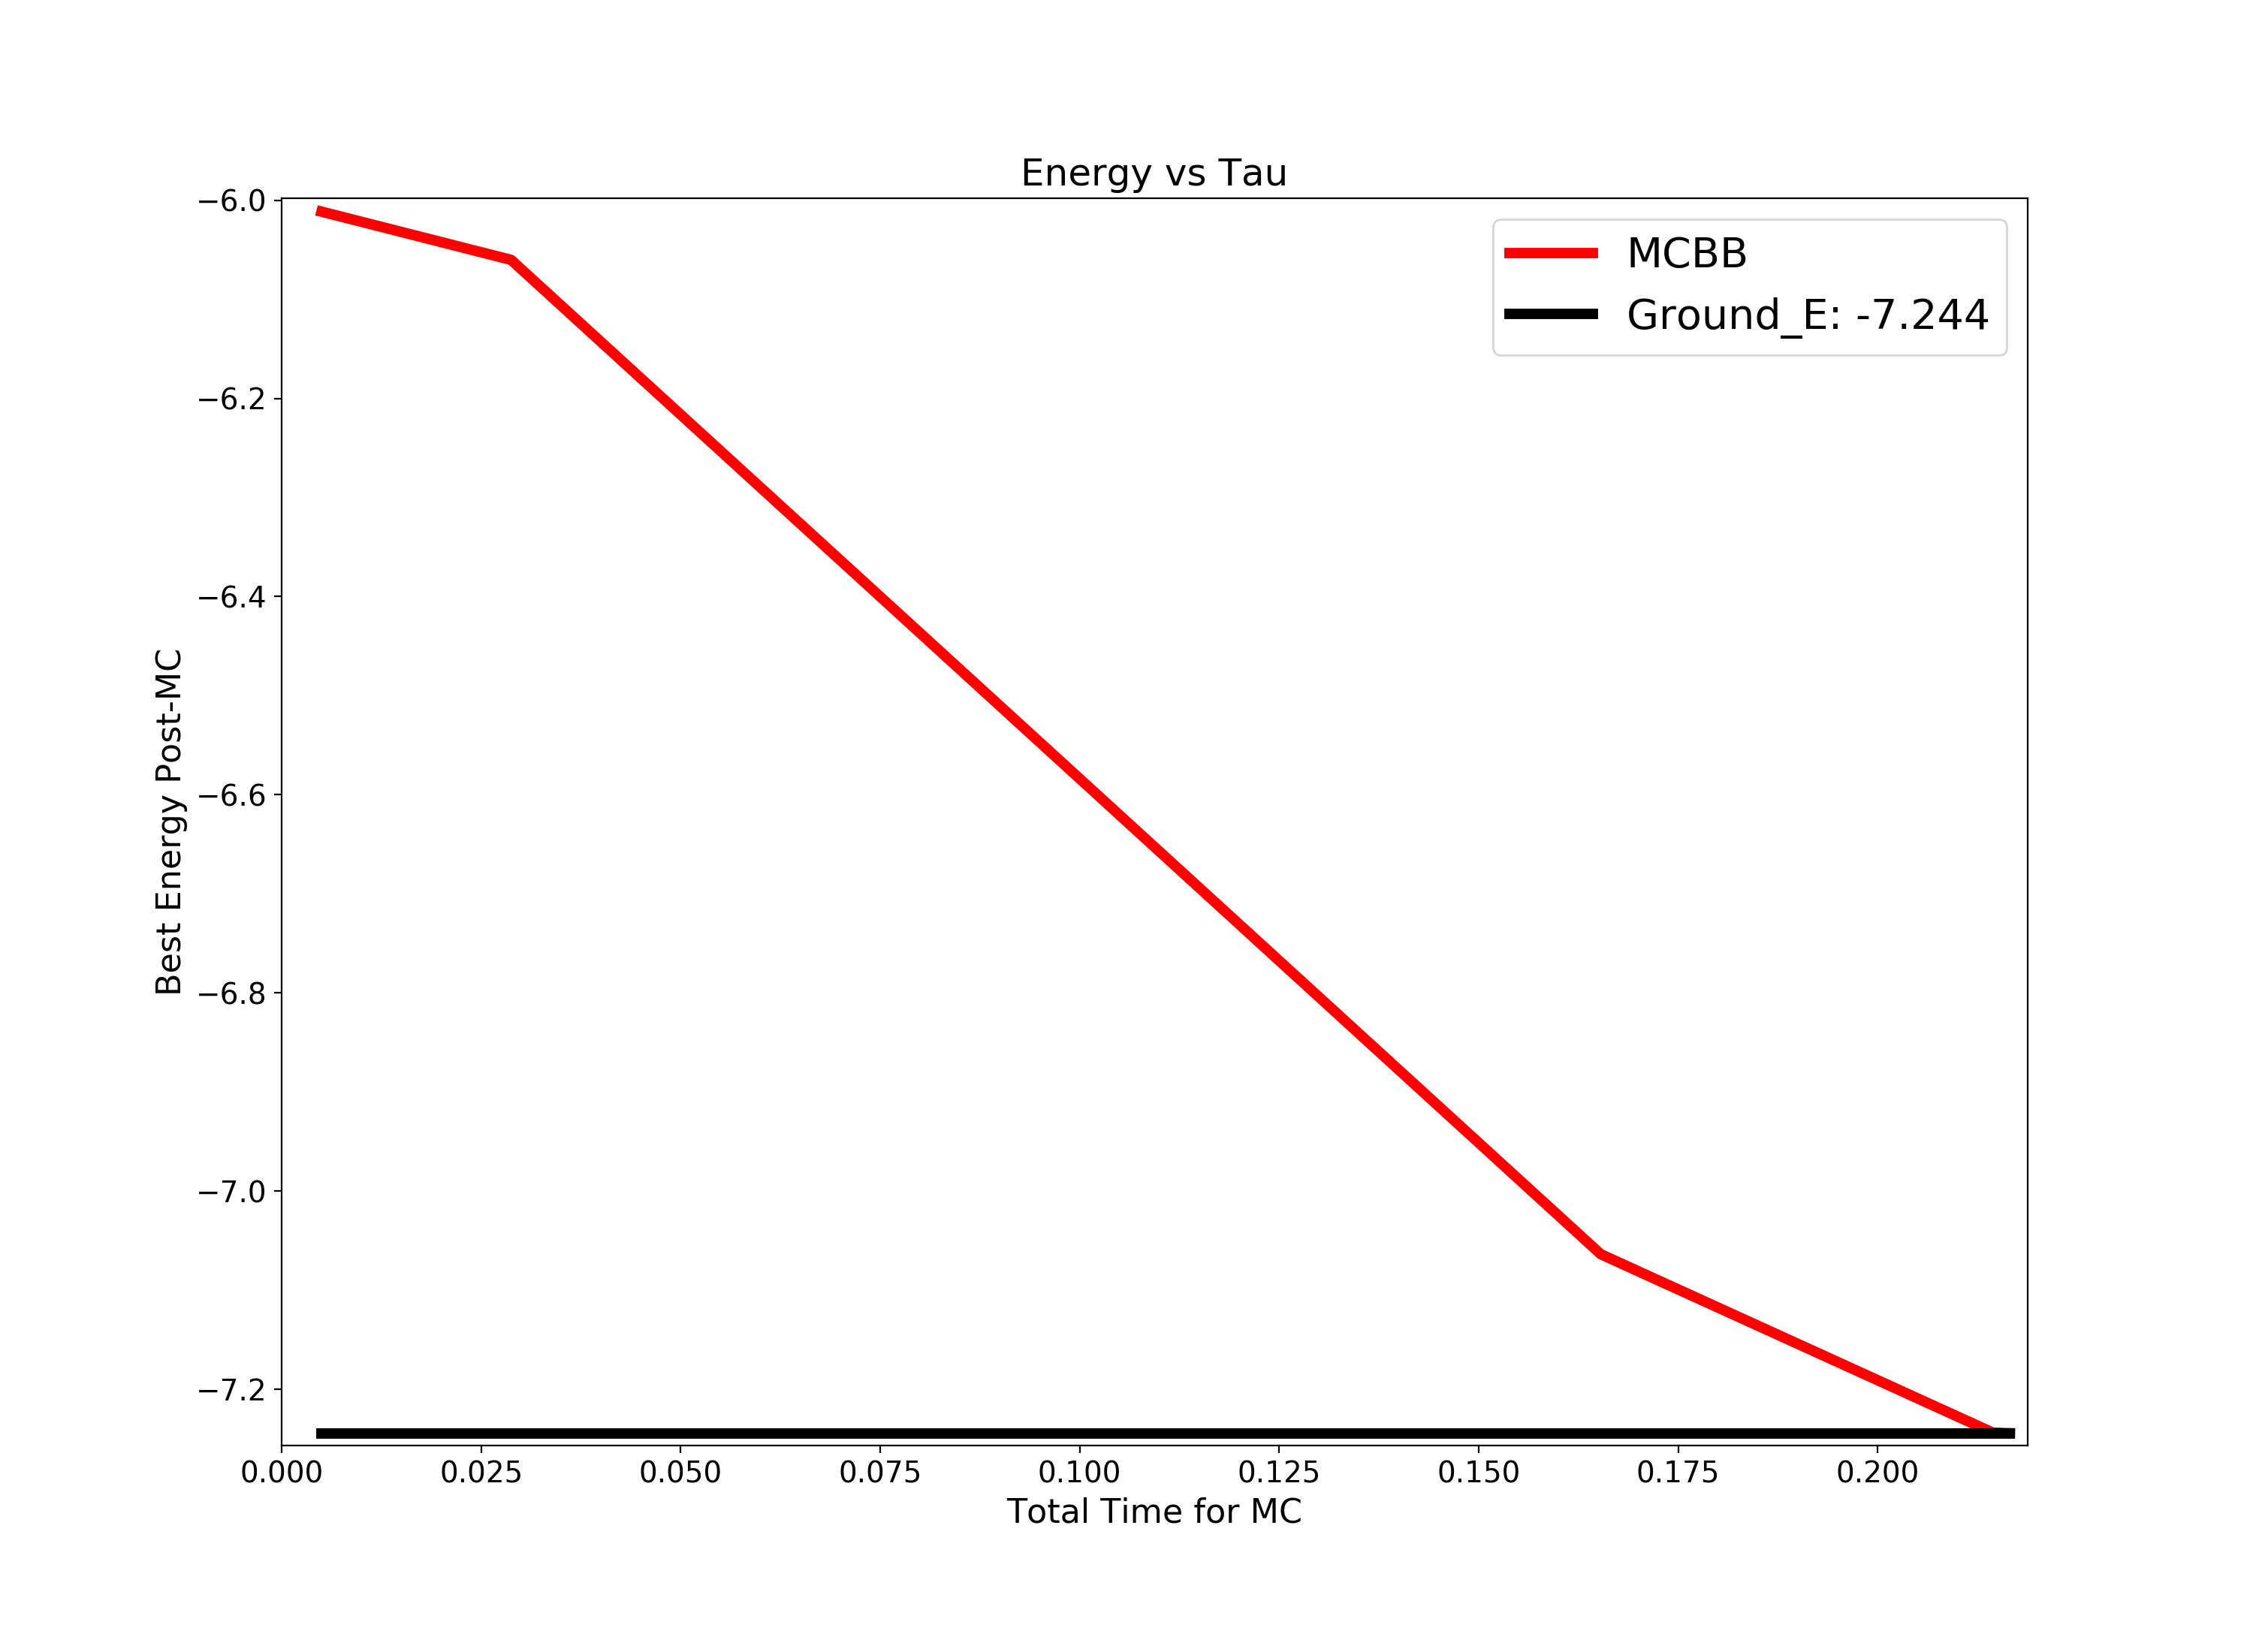 Energy vs Tau
MCBB
Ground_E: -7.244
Best Energy Post-MC
−6.0
−6.2
−6.4
−6.6
−6.8
−7.0
−7.2
0.000 0.025 0.050 0.075 0.100 0.125 0.150 0.175 0.200
Total Time for MC